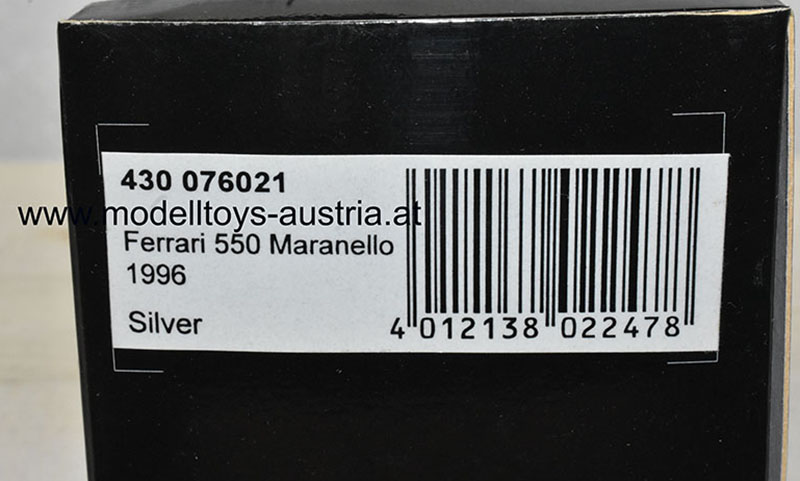 430 076021
www.modelltoys-austria.at
Ferrari 550 Maranello
1996
Silver
4 012138 022478